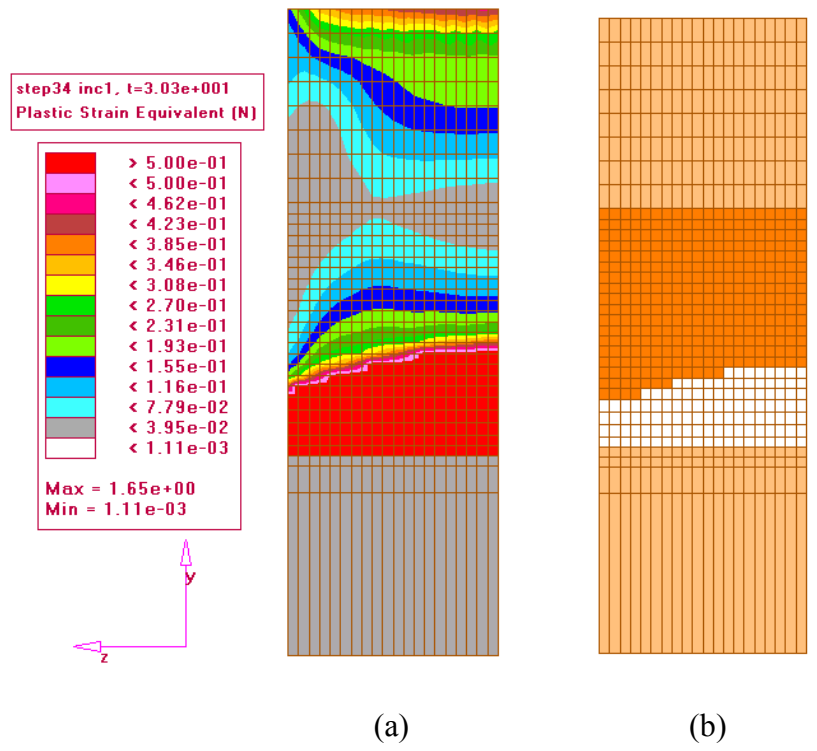 step34 inc1, t=3.03e+001
Plastic Strain Equivalent (N)
> 5.00e-01
< 5.00e-01
< 4.62e-01
< 4.23e-01
< 3.85e-01
< 3.46e-01
< 3.08e-01
< 2.70e-01
< 2.31e-01
< 1.93e-01
< 1.55e-01
< 1.16e-01
< 7.79e-02
< 3.95e-02
< 1.11e-03
Max = 1.65e+00
Min = 1.11e-03
y
z
(a)
(b)